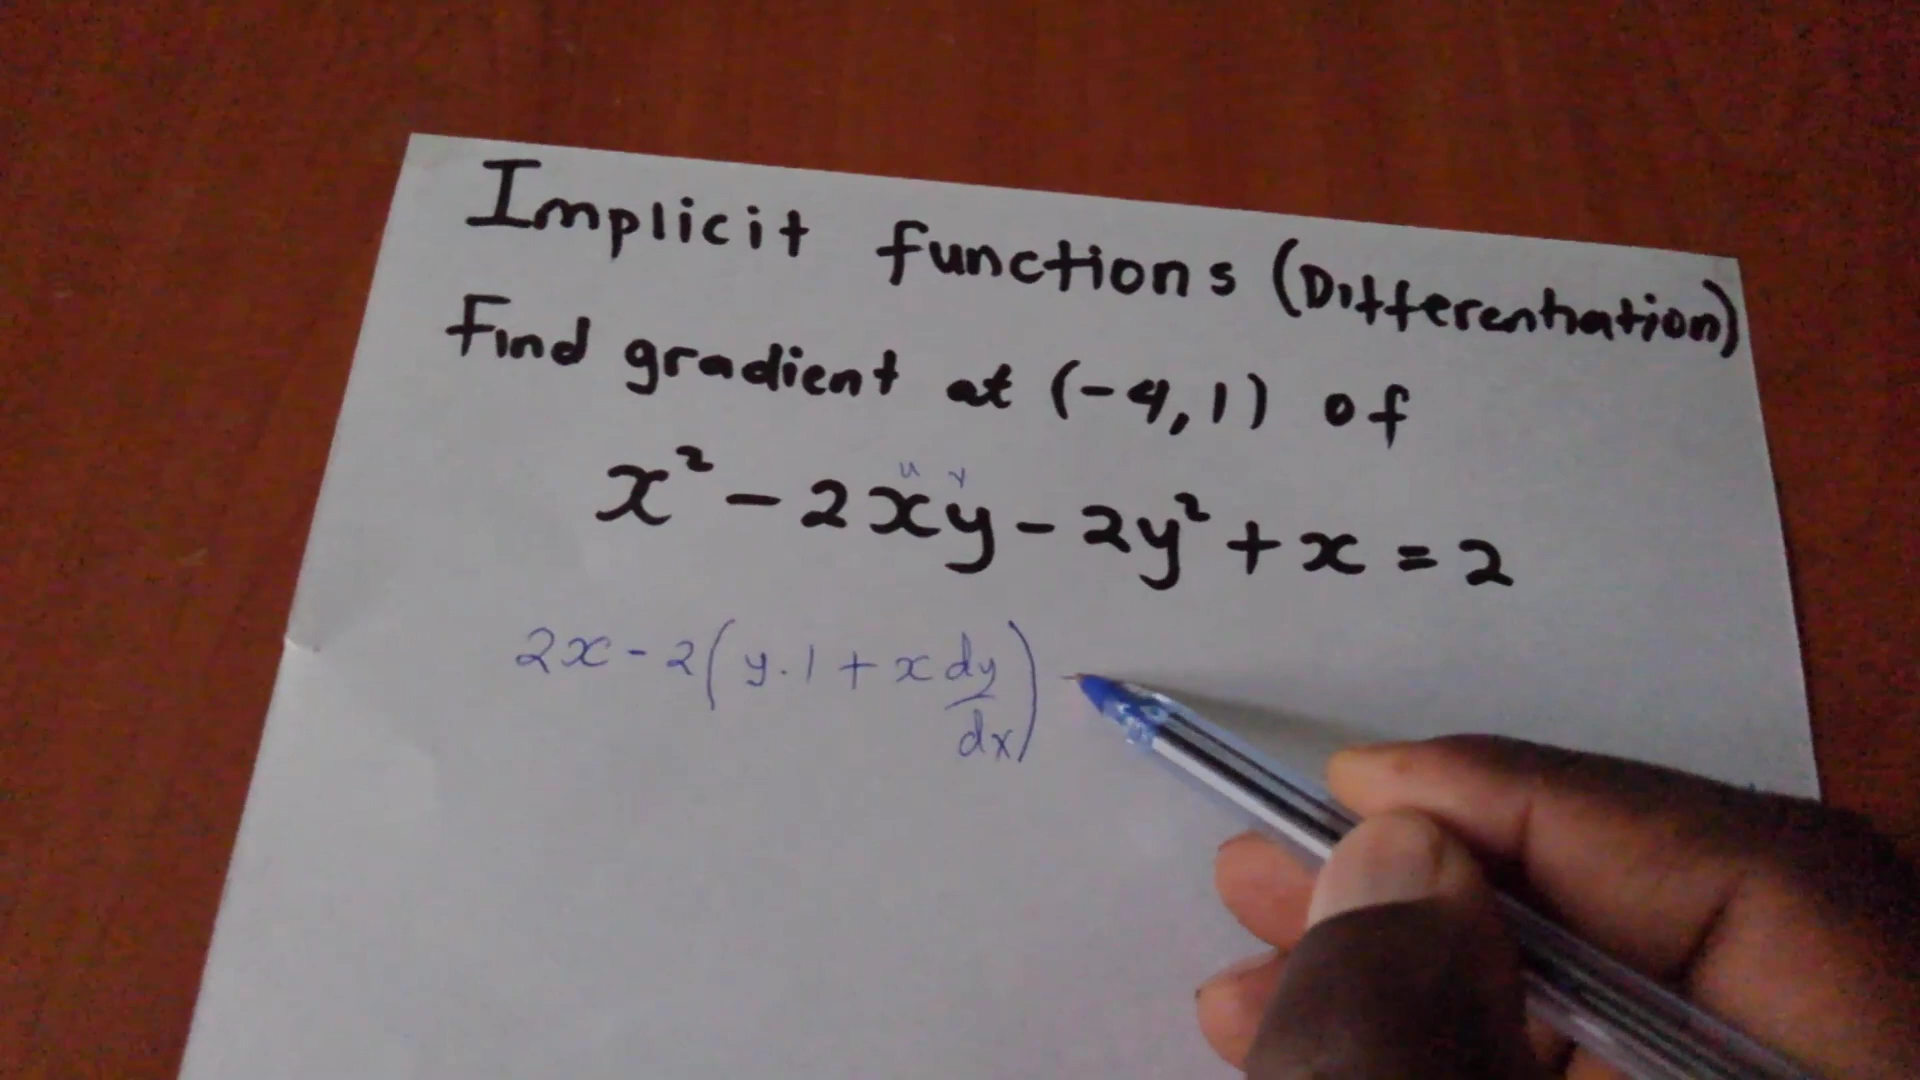 Implicit functions (Differentiation)
Find gradient at (-4,1) of
u v
x² - 2xy - 2y² + x = 2
2x - 2(y.1 + x dy/dx) -